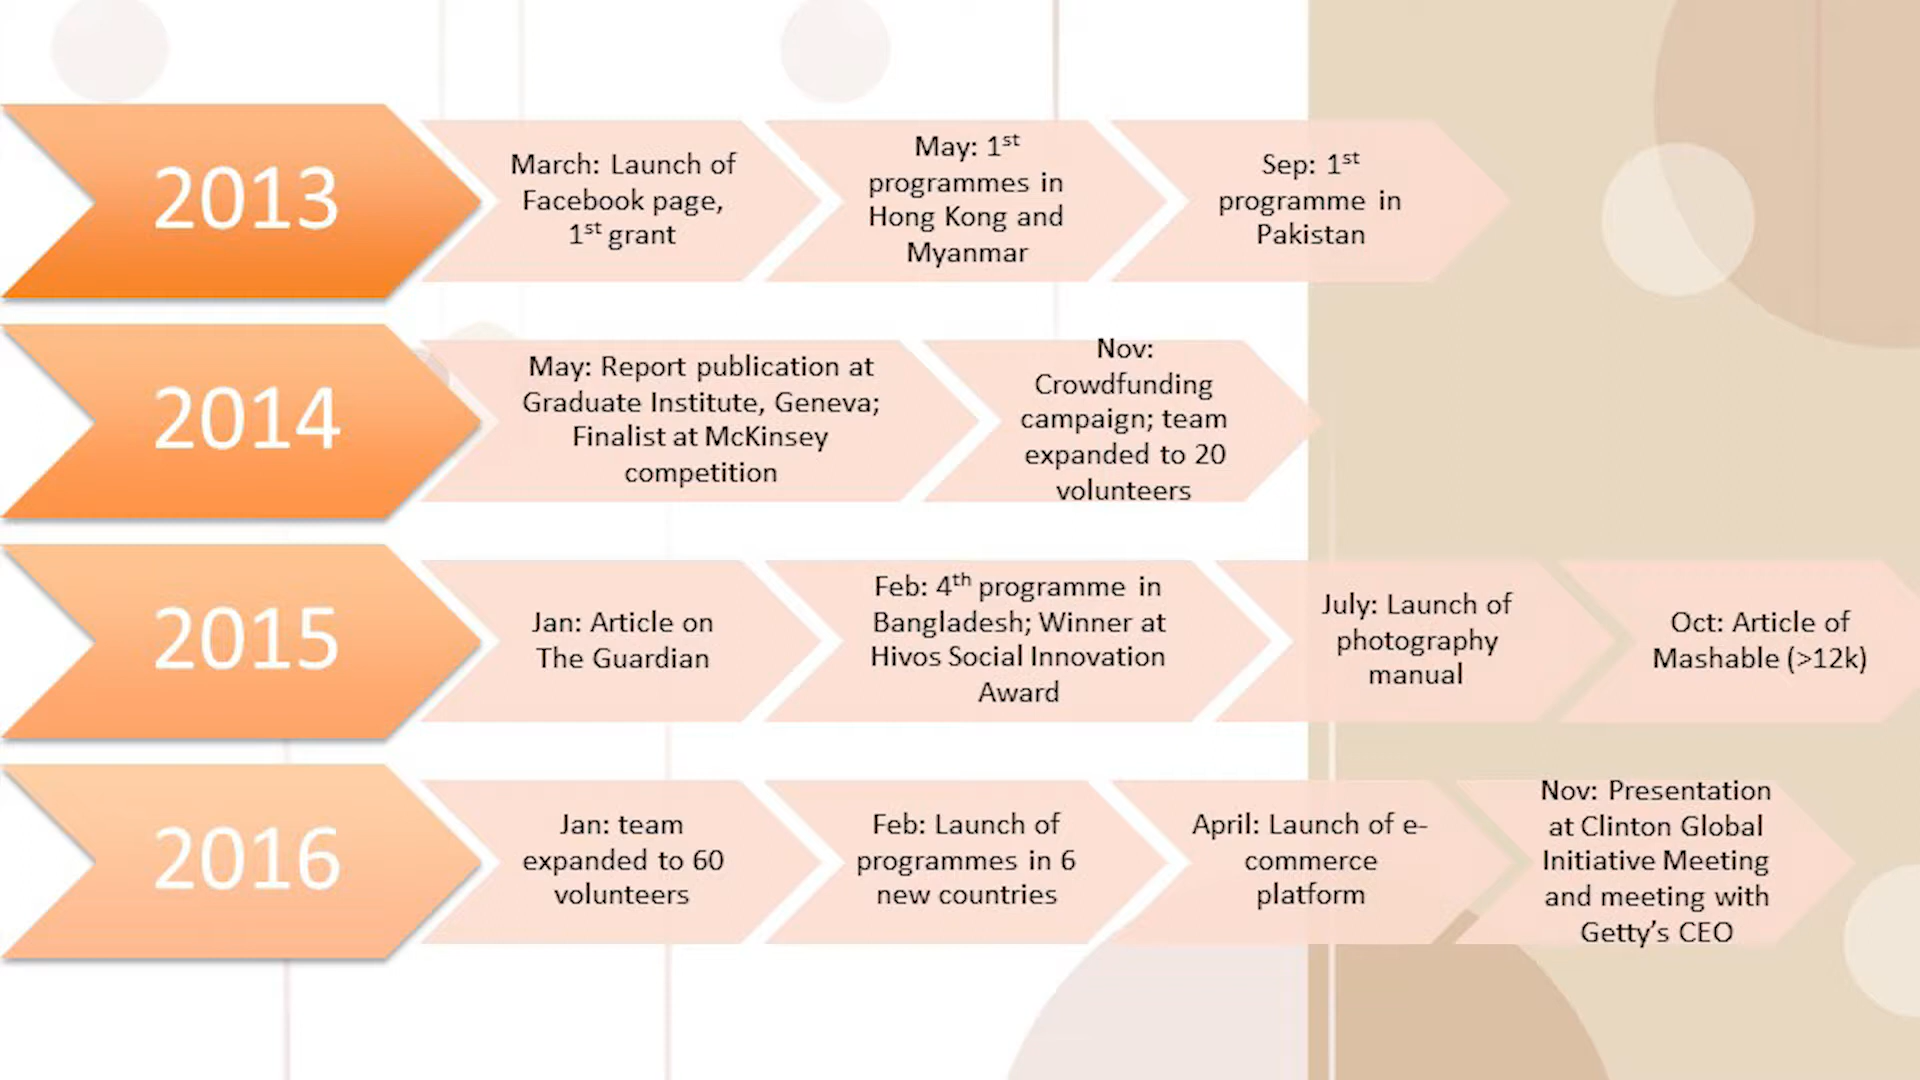 2013
March: Launch of
Facebook page,
1st grant
May: 1st
programmes in
Hong Kong and
Myanmar
Sep: 1st
programme in
Pakistan
2014
May: Report publication at
Graduate Institute, Geneva;
Finalist at McKinsey
competition
Nov:
Crowdfunding
campaign; team
expanded to 20
volunteers
2015
Jan: Article on
The Guardian
Feb: 4th programme in
Bangladesh; Winner at
Hivos Social Innovation
Award
July: Launch of
photography
manual
Oct: Article of
Mashable (>12k)
2016
Jan: team
expanded to 60
volunteers
Feb: Launch of
programmes in 6
new countries
April: Launch of e-
commerce
platform
Nov: Presentation
at Clinton Global
Initiative Meeting
and meeting with
Getty’s CEO